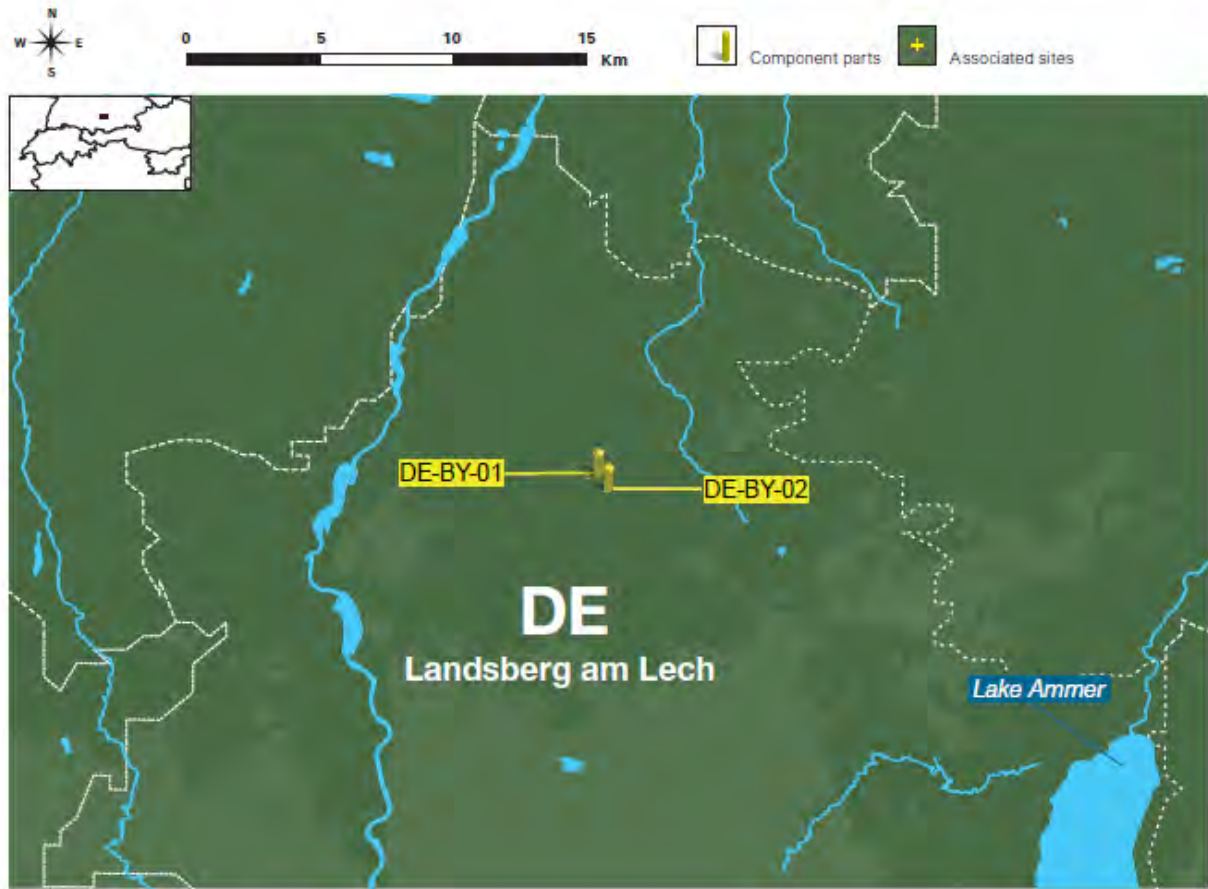 N
W E
S
0 5 10 15
Km
Component parts
Associated sites
DE-BY-01
DE-BY-02
DE
Landsberg am Lech
Lake Ammer